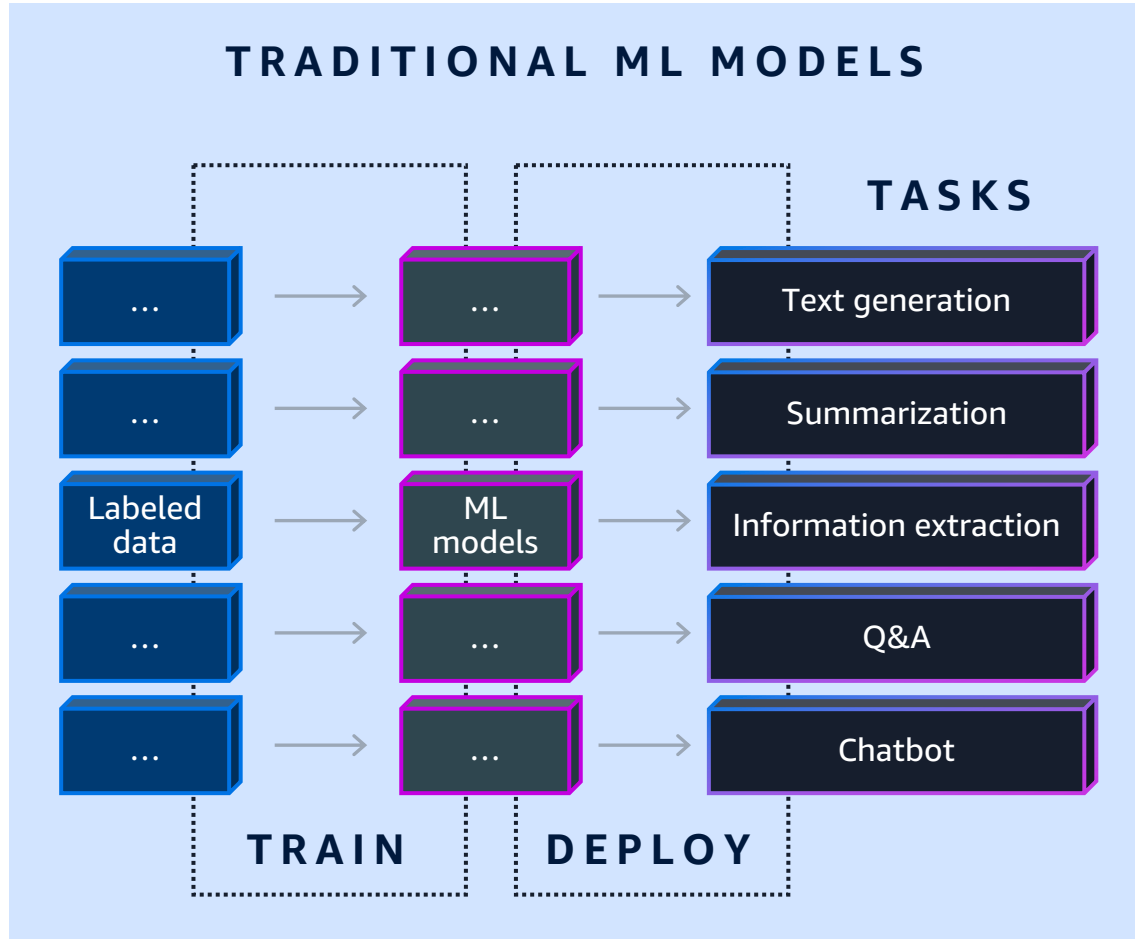 TRADITIONAL ML MODELS
TASKS
...
...
Text generation
...
...
Summarization
Labeled
data
ML
models
Information extraction
...
...
Q&A
...
...
Chatbot
TRAIN
DEPLOY